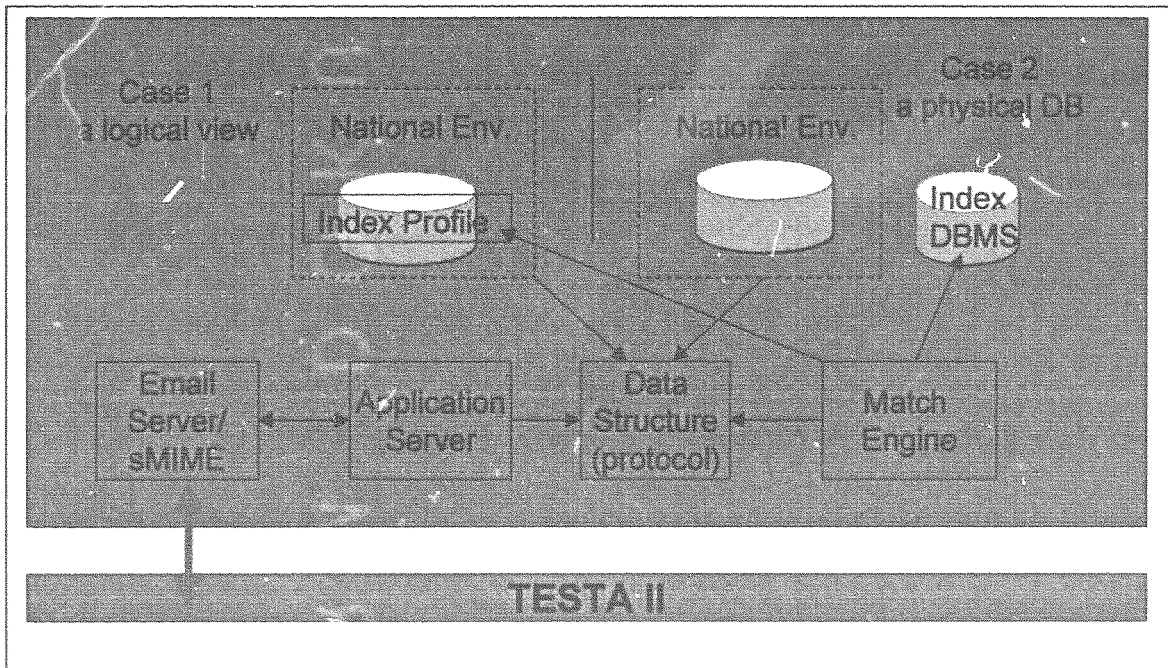 Case 1
a logical view
National Env.
Index Profile
National Env.
Case 2
a physical DB
Index
DBMS
Email
Server/
sMIME
Application
Server
Data
Structure
(protocol)
Match
Engine
TESTA II